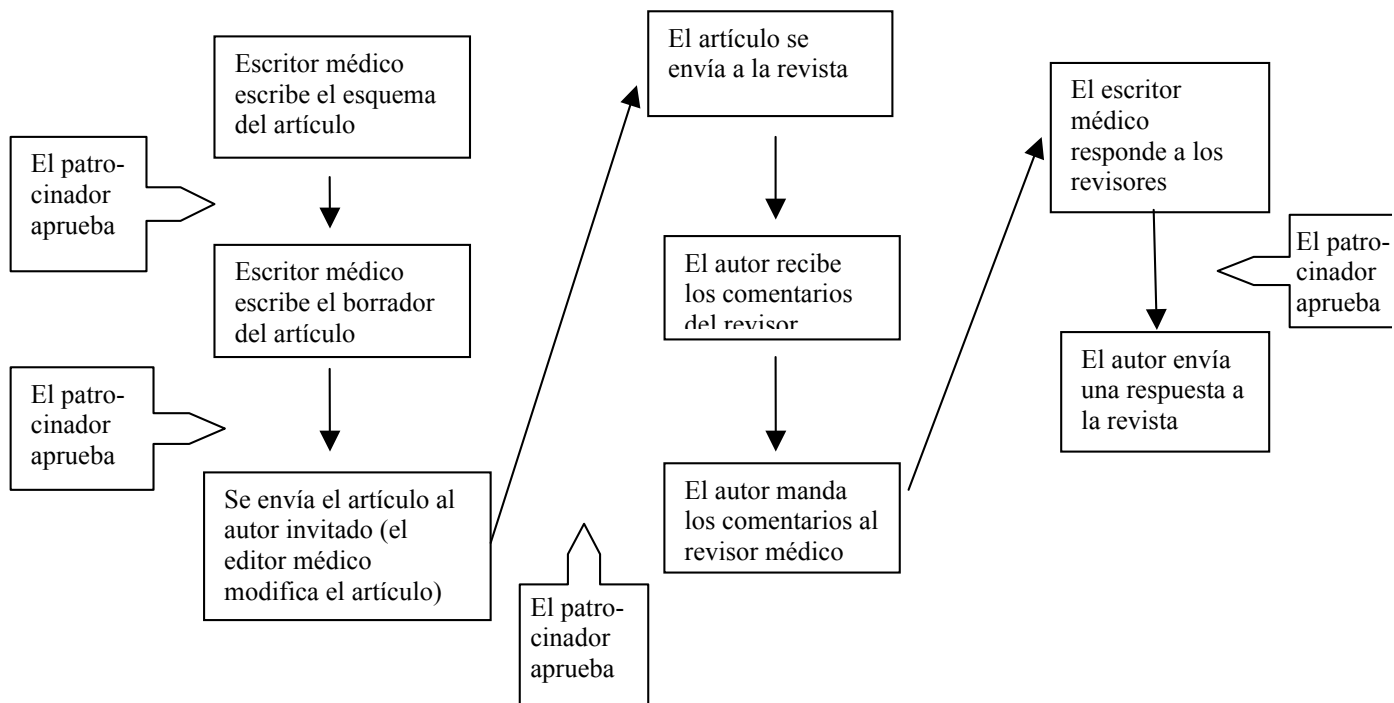 Escritor médico
escribe el esquema
del artículo
El patro-
cinador
aprueba
Escritor médico
escribe el borrador
del artículo
El patro-
cinador
aprueba
Se envía el artículo al
autor invitado (el
editor médico
modifica el artículo)
El patro-
cinador
aprueba
El artículo se
envía a la revista
El autor recibe
los comentarios
del revisor
El autor manda
los comentarios al
revisor médico
El escritor
médico
responde a los
revisores
El patro-
cinador
aprueba
El autor envía
una respuesta a
la revista